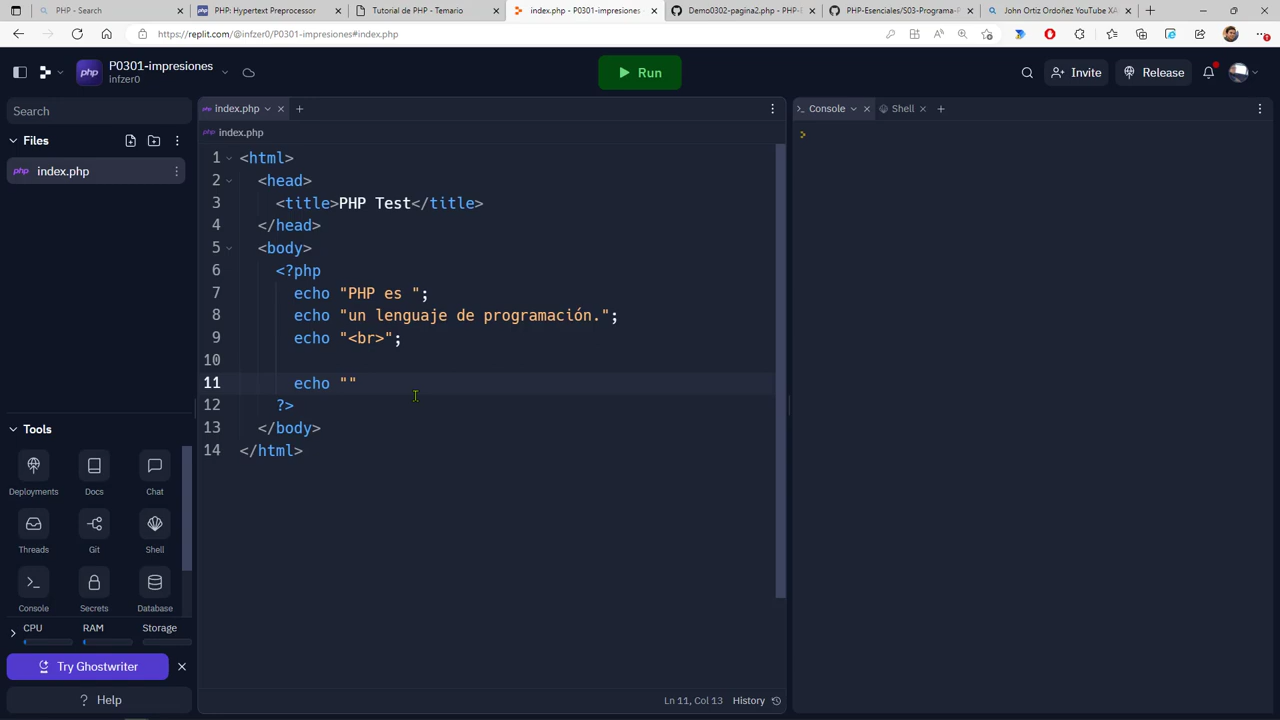 PHP - Search
PHP: Hypertext Preprocessor
Tutorial de PHP - Temario
index.php - P0301-impresiones
Demo0302-pagina2.php - PHP-E
PHP-Esenciales/S03-Programa-P
John Ortiz Ordoñez YouTube XA
https://replit.com/@infzer0/P0301-impresiones#index.php
php
P0301-impresiones
infzer0
Run
Invite
Release
Search
Files
php index.php
Tools
Deployments Docs Chat
Threads Git Shell
Console Secrets Database
CPU RAM Storage
Try Ghostwriter
? Help
php index.php
php index.php
1 <html>
2 <head>
3 <title>PHP Test</title>
4 </head>
5 <body>
6 <?php
7 echo "PHP es ";
8 echo "un lenguaje de programación.";
9 echo "<br>";
10
11 echo ""
12 ?>
13 </body>
14 </html>
Ln 11, Col 13 History
Console Shell
>